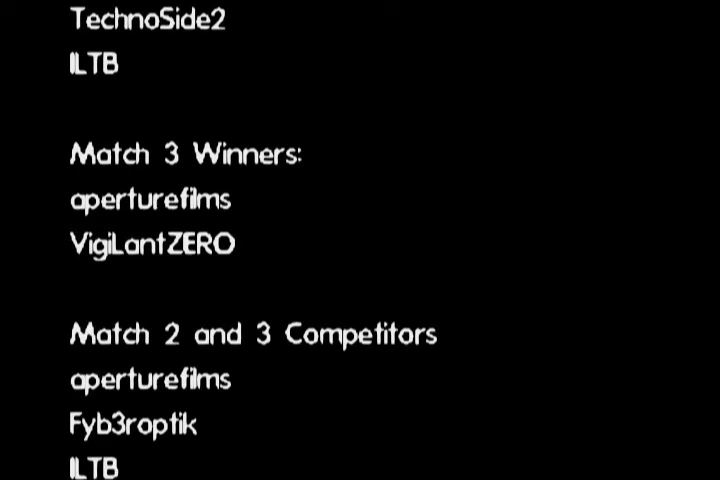 TechnoSide2
ILTB
Match 3 Winners:
aperturefilms
VigiLantZERO
Match 2 and 3 Competitors
aperturefilms
Fyb3roptik
ILTB